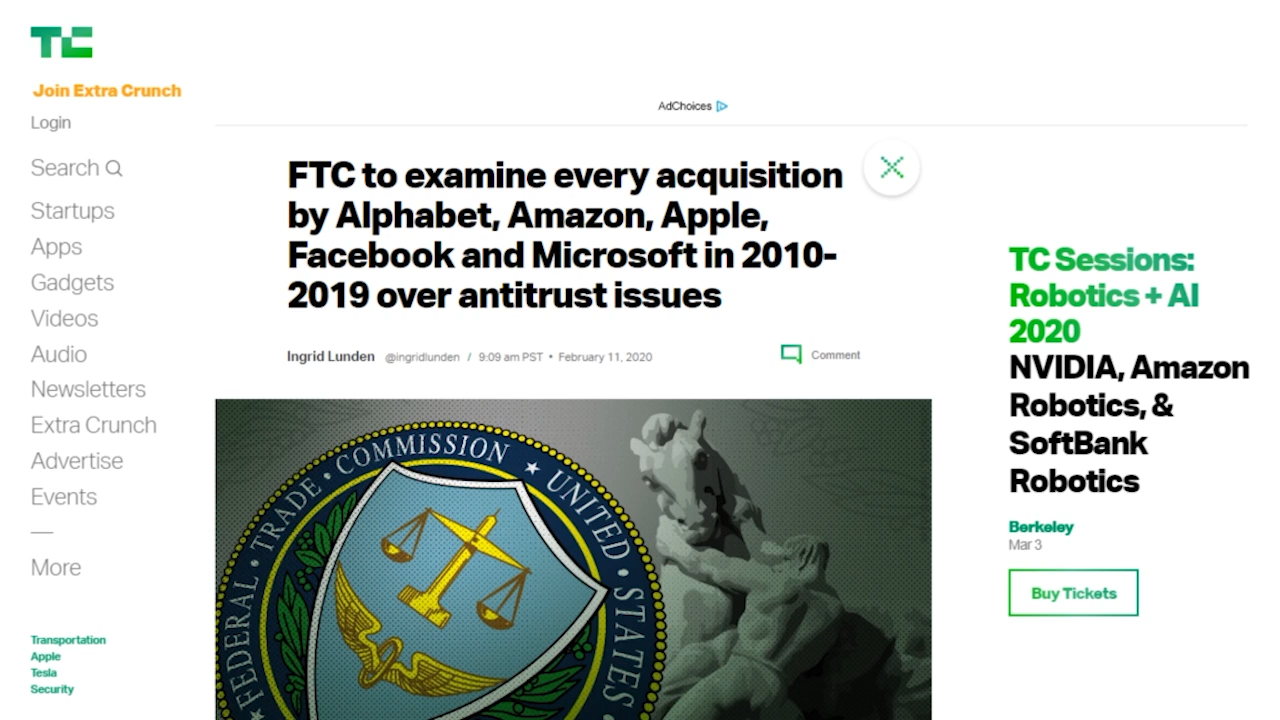 TC
Join Extra Crunch
Login
Search
Startups
Apps
Gadgets
Videos
Audio
Newsletters
Extra Crunch
Advertise
Events
More
Transportation
Apple
Tesla
Security
AdChoices
FTC to examine every acquisition
by Alphabet, Amazon, Apple,
Facebook and Microsoft in 2010-
2019 over antitrust issues
Ingrid Lunden @ingridlunden / 9:09 am PST • February 11, 2020
Comment
FEDERAL • TRADE • COMMISSION ★ UNITED • STATES
TC Sessions:
Robotics + AI
2020
NVIDIA, Amazon
Robotics, &
SoftBank
Robotics
Berkeley
Mar 3
Buy Tickets